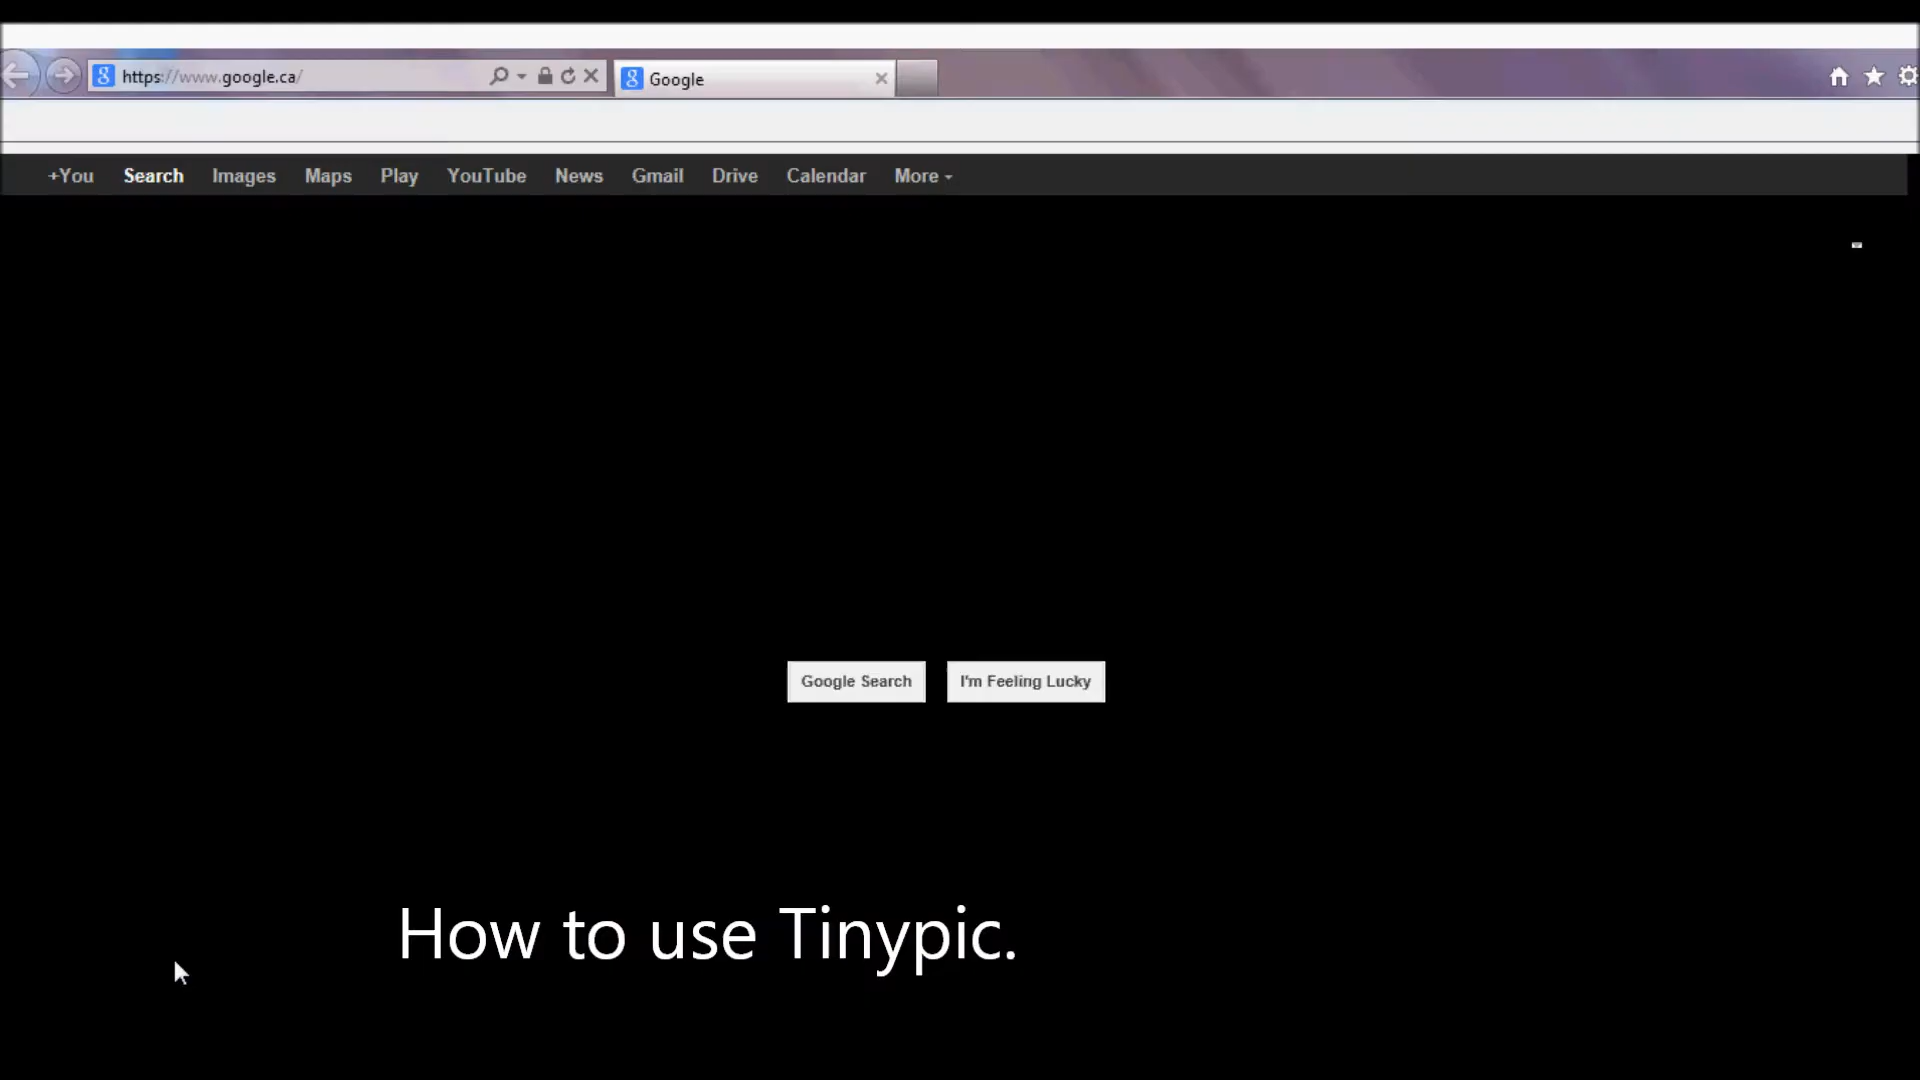 https://www.google.ca/
Google
+You Search Images Maps Play YouTube News Gmail Drive Calendar More
Google Search I'm Feeling Lucky
How to use Tinypic.